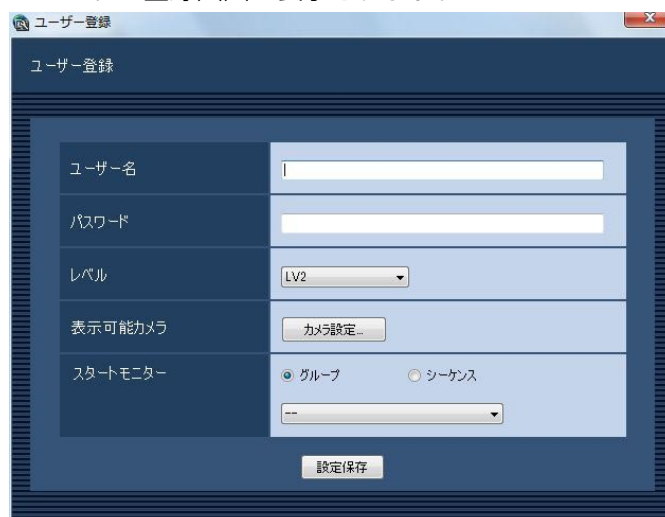 ユーザー登録
ユーザー登録
ユーザー名
パスワード
レベル
LV2
表示可能カメラ
カメラ設定...
スタートモニター
グループ
シーケンス
--
設定保存